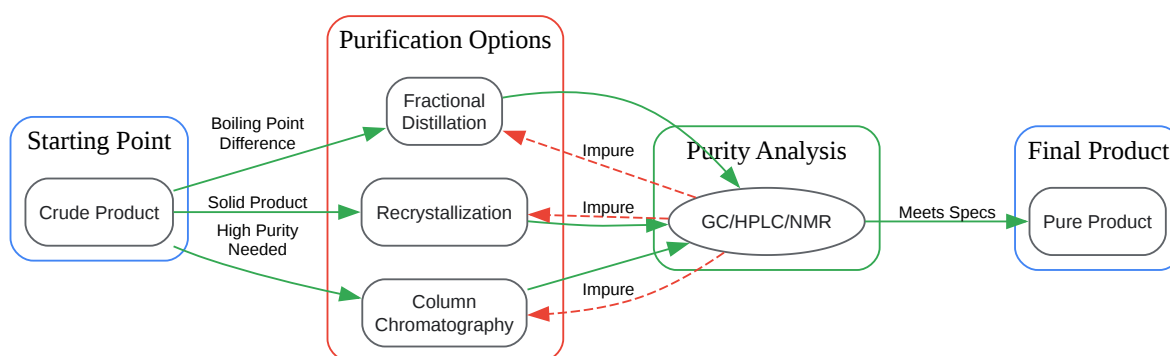 Purification Options
Fractional
Distillation
Boiling Point
Difference
Starting Point
Impure
Purity Analysis
Final Product
Crude Product
Solid Product
Recrystallization
Impure
GC/HPLC/NMR
Meets Specs
Pure Product
High Purity
Needed
Column
Chromatography
Impure